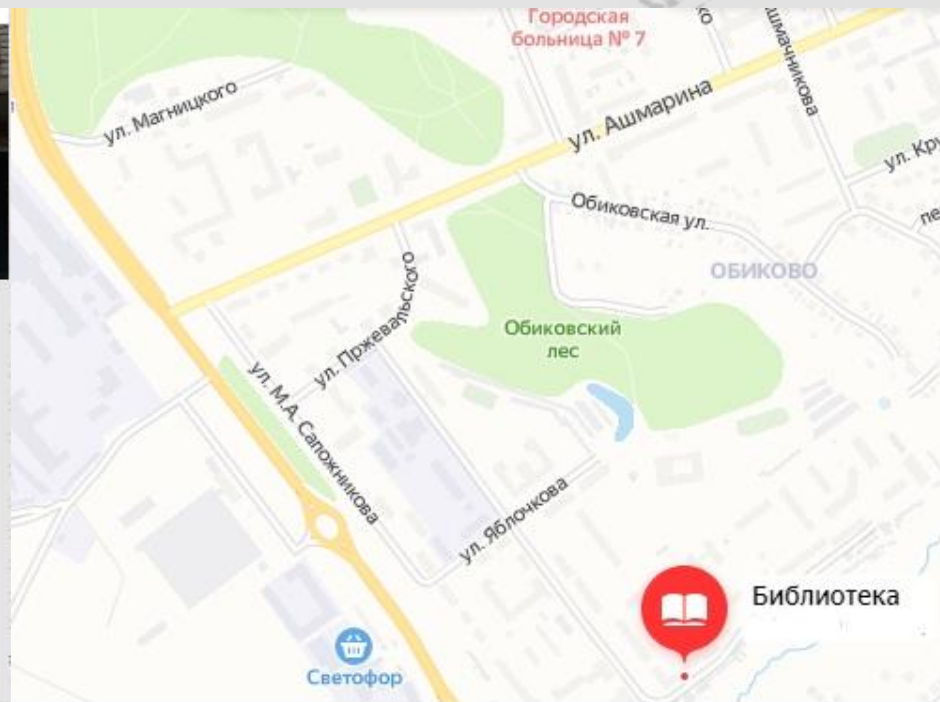 Городская
больница № 7
ул. Магницкого
ул. Ашмарина
Обиковская ул.
ОБИКОВО
ул. Пржевальского
Обиковский
лес
ул. М.А. Сапожникова
ул. Яблочкова
Библиотека
Светофор